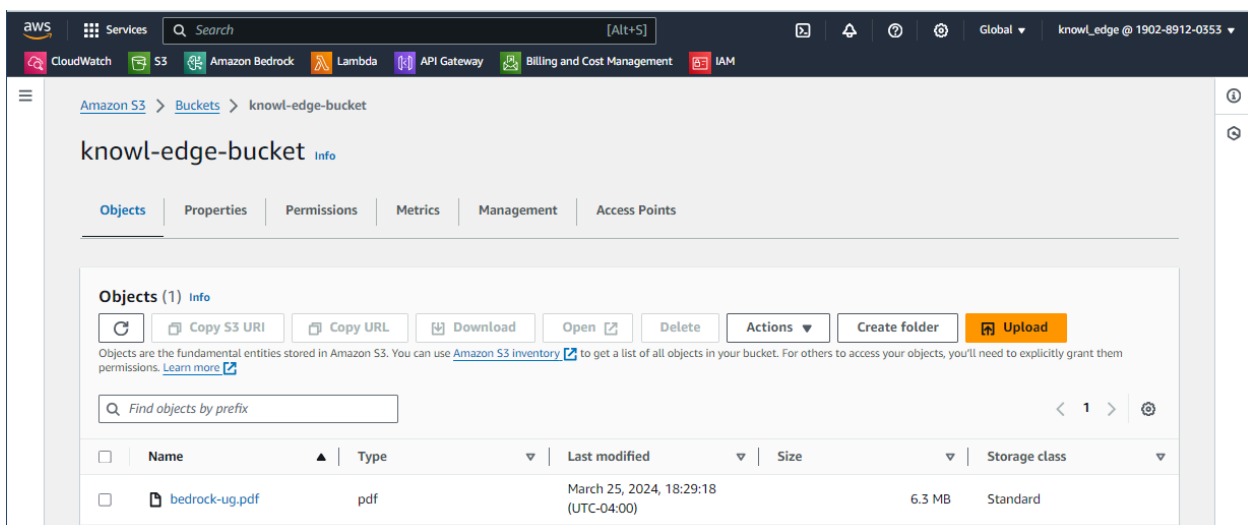 aws Services Search [Alt+S] Global knowl_edge @ 1902-8912-0353
CloudWatch S3 Amazon Bedrock Lambda API Gateway Billing and Cost Management IAM
Amazon S3 > Buckets > knowl-edge-bucket
knowl-edge-bucket Info
Objects Properties Permissions Metrics Management Access Points
Objects (1) Info
Copy S3 URI Copy URL Download Open Delete Actions Create folder Upload
Objects are the fundamental entities stored in Amazon S3. You can use Amazon S3 inventory to get a list of all objects in your bucket. For others to access your objects, you'll need to explicitly grant them
permissions. Learn more
Find objects by prefix < 1 >
Name Type Last modified Size Storage class
bedrock-ug.pdf pdf March 25, 2024, 18:29:18 6.3 MB Standard
(UTC-04:00)